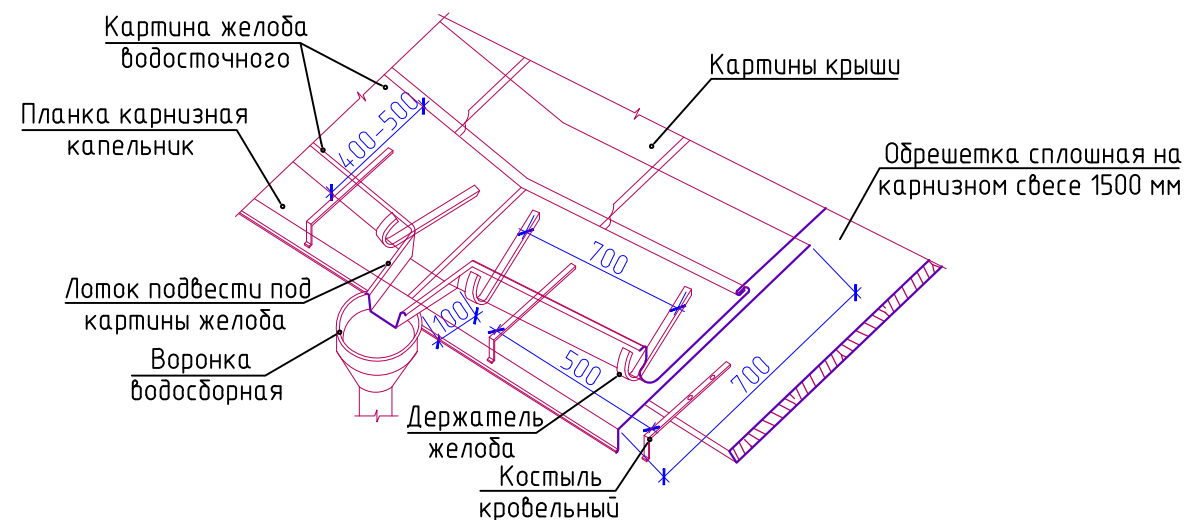 Картина желоба
водосточного
Картины крыши
Планка карнизная
капельник
400-500
Обрешетка сплошная на
карнизном свесе 1500 мм
700
Лоток подвести под
картины желоба
100
Воронка
водосборная
500
700
Держатель
желоба
Костыль
кровельный